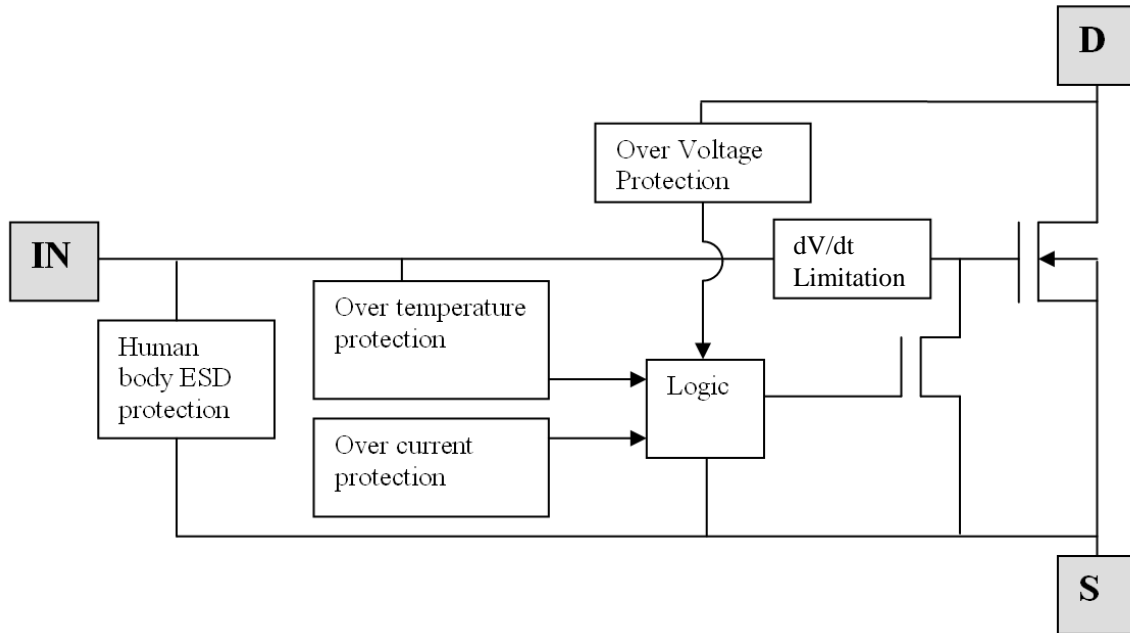 D
Over Voltage
Protection
IN
dV/dt
Limitation
Over temperature
protection
Human
body ESD
protection
Logic
Over current
protection
S